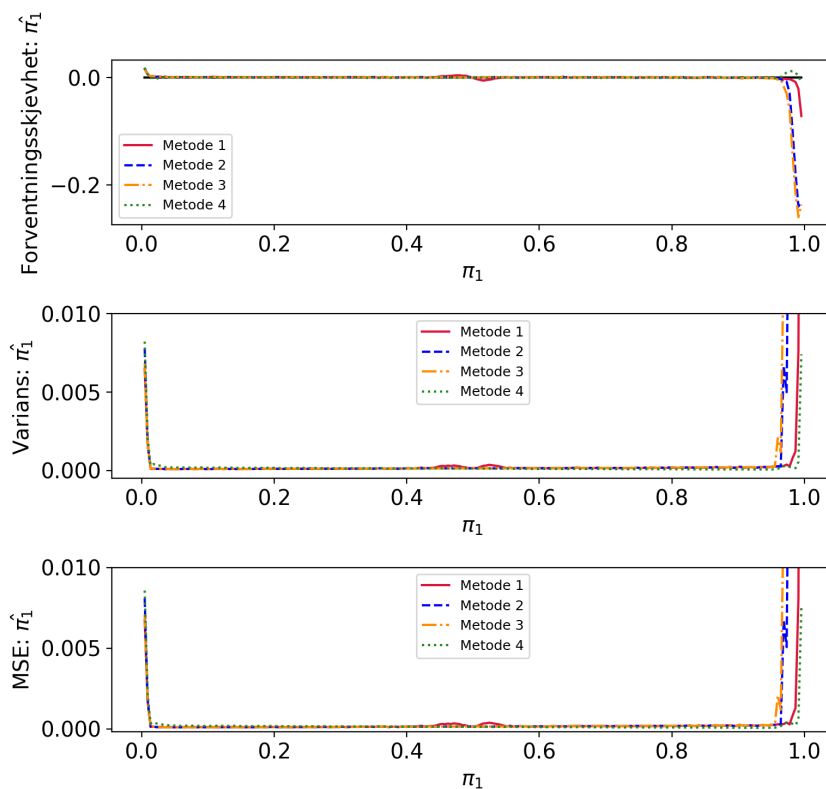 Forventningsskjevhet: π̂₁
0.0
−0.2
Metode 1
Metode 2
Metode 3
Metode 4
0.0 0.2 0.4 0.6 0.8 1.0
π₁
Varians: π̂₁
0.010
0.005
0.000
Metode 1
Metode 2
Metode 3
Metode 4
0.0 0.2 0.4 0.6 0.8 1.0
π₁
MSE: π̂₁
0.010
0.005
0.000
Metode 1
Metode 2
Metode 3
Metode 4
0.0 0.2 0.4 0.6 0.8 1.0
π₁